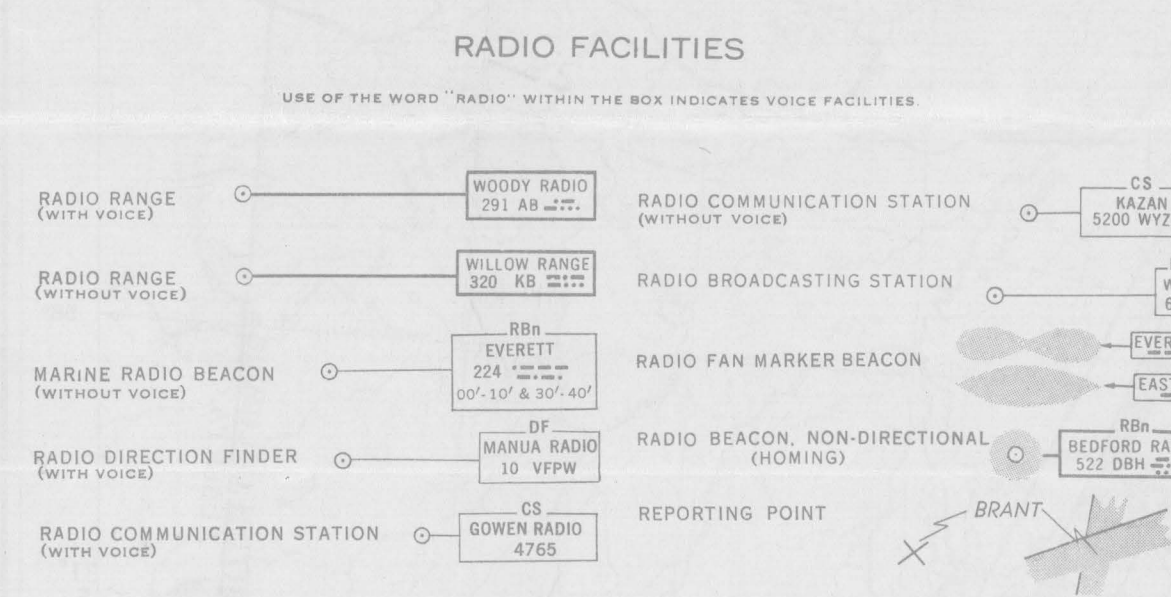 RADIO FACILITIES
USE OF THE WORD "RADIO" WITHIN THE BOX INDICATES VOICE FACILITIES.
RADIO RANGE
(WITH VOICE)
WOODY RADIO
291 AB
RADIO RANGE
(WITHOUT VOICE)
WILLOW RANGE
320 KB
MARINE RADIO BEACON
(WITHOUT VOICE)
RBn
EVERETT
224
00'-10' & 30'-40'
RADIO DIRECTION FINDER
(WITH VOICE)
DF
MANUA RADIO
10 VFPW
RADIO COMMUNICATION STATION
(WITH VOICE)
CS
GOWEN RADIO
4765
RADIO COMMUNICATION STATION
(WITHOUT VOICE)
CS
KAZAN
5200 WYZ
RADIO BROADCASTING STATION
RADIO FAN MARKER BEACON
EVER
EAST
RADIO BEACON, NON-DIRECTIONAL
(HOMING)
RBn
BEDFORD RA
522 DBH
REPORTING POINT
BRANT